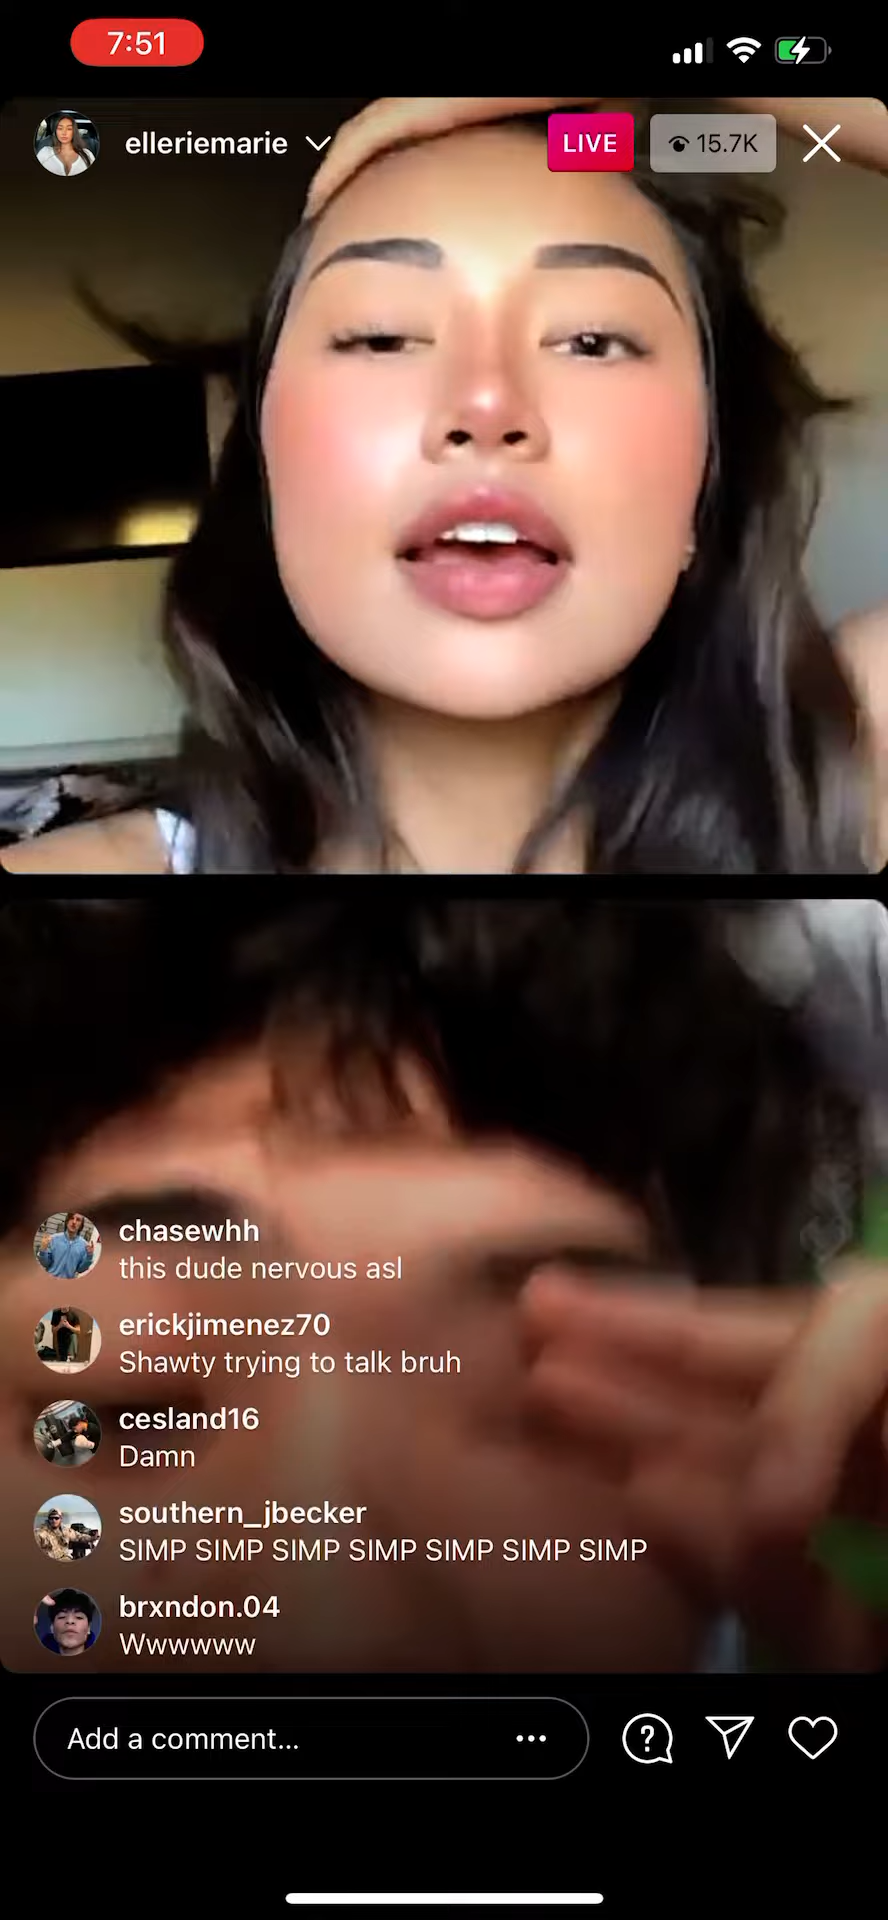 7:51
elleriemarie
LIVE
15.7K
chasewhh
this dude nervous asl
erickjimenez70
Shawty trying to talk bruh
cesland16
Damn
southern_jbecker
SIMP SIMP SIMP SIMP SIMP SIMP SIMP
brxndon.04
Wwwwww
Add a comment...
?